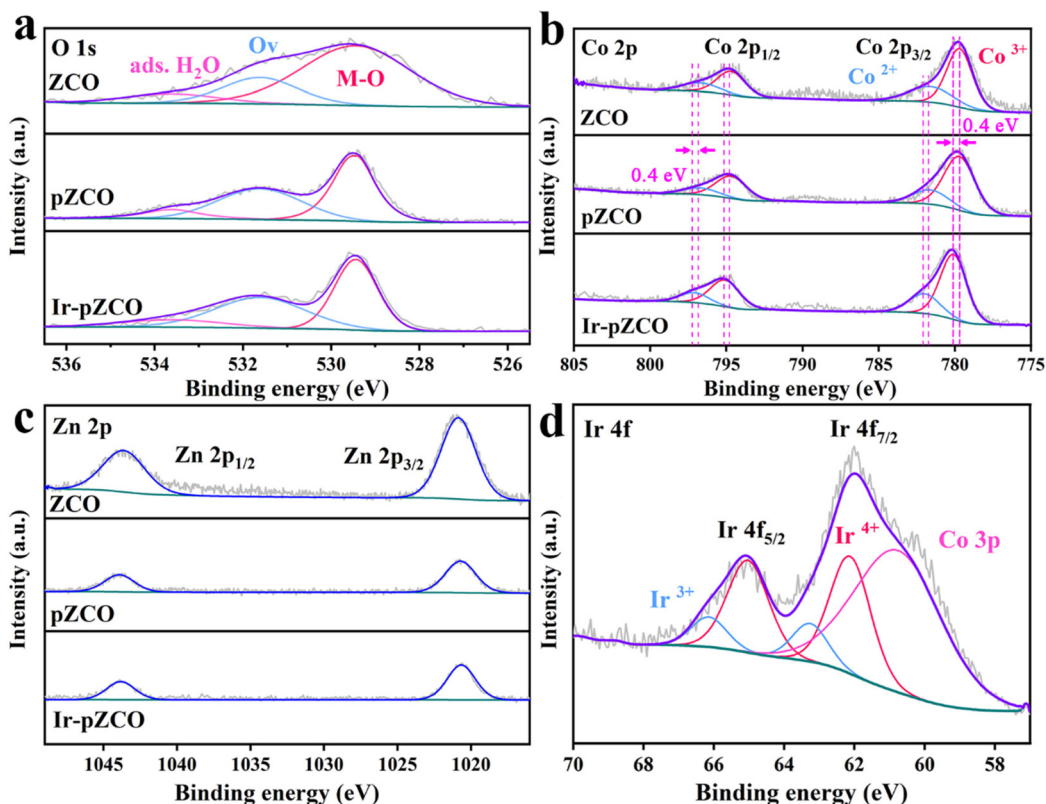 a
O 1s
ads. H₂O
Ov
M-O
ZCO
pZCO
Ir-pZCO
Intensity (a.u.)
536 534 532 530 528 526
Binding energy (eV)
b
Co 2p
Co 2p₁/₂
Co 2p₃/₂
Co ²⁺
Co ³⁺
ZCO
0.4 eV
0.4 eV
pZCO
Ir-pZCO
Intensity (a.u.)
805 800 795 790 785 780 775
Binding energy (eV)
c
Zn 2p
Zn 2p₁/₂
Zn 2p₃/₂
ZCO
pZCO
Ir-pZCO
Intensity (a.u.)
1045 1040 1035 1030 1025 1020
Binding energy (eV)
d
Ir 4f
Ir 4f₇/₂
Ir 4f₅/₂
Ir ⁴⁺
Co 3p
Ir ³⁺
Intensity (a.u.)
70 68 66 64 62 60 58
Binding energy (eV)